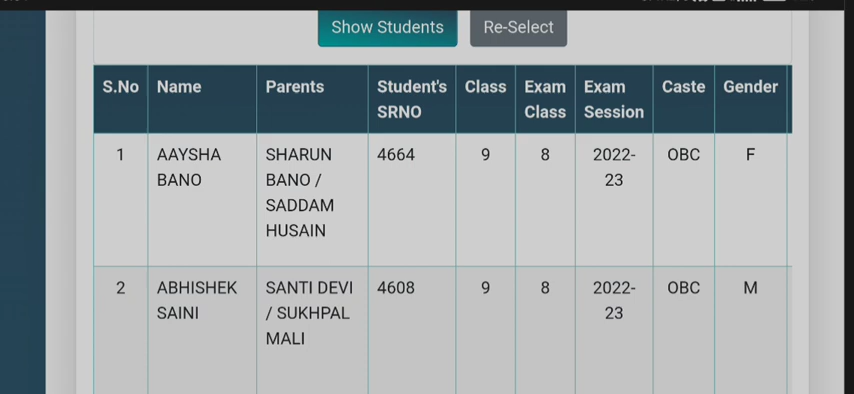 Show Students Re-Select
S.No Name Parents Student's SRNO Class Exam Class Exam Session Caste Gender
1 AAYSHA BANO SHARUN BANO / SADDAM HUSAIN 4664 9 8 2022-23 OBC F
2 ABHISHEK SAINI SANTI DEVI / SUKHPAL MALI 4608 9 8 2022-23 OBC M